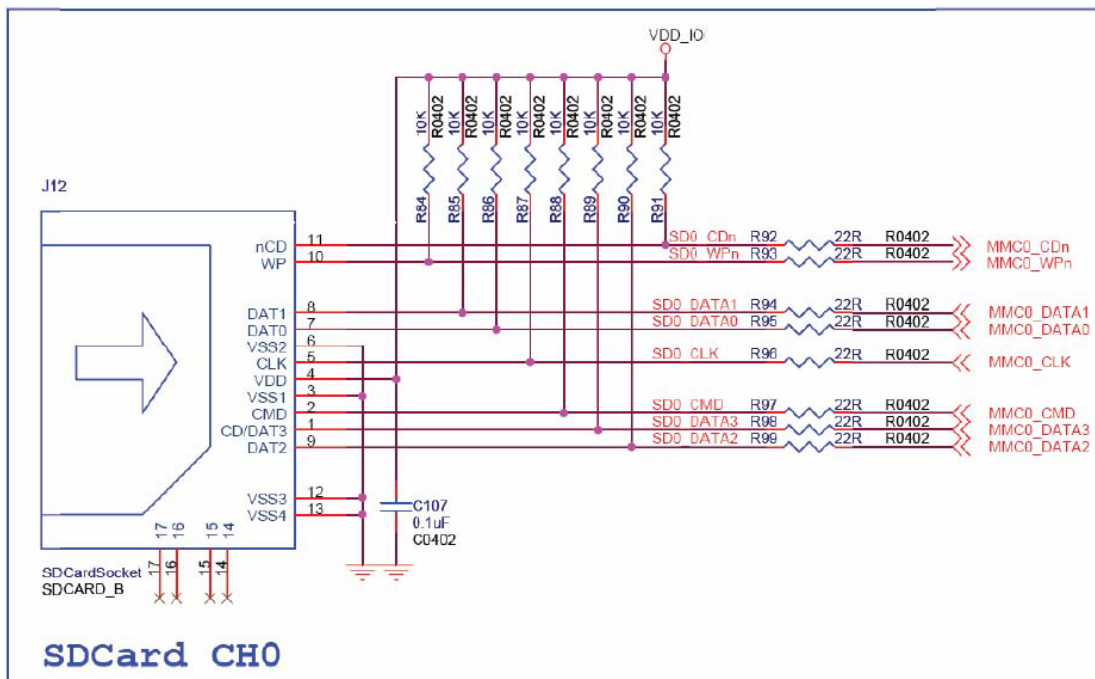 VDD_IO
10K R0402 10K R0402 10K R0402 10K R0402 10K R0402 10K R0402 10K R0402 10K R0402
R84 R85 R86 R87 R88 R89 R90 R91
J12
nCD 11 SD0_CDn R92 22R R0402 MMC0_CDn
WP 10 SD0_WPn R93 22R R0402 MMC0_WPn
DAT1 8 SD0_DATA1 R94 22R R0402 MMC0_DATA1
DAT0 7 SD0_DATA0 R95 22R R0402 MMC0_DATA0
VSS2 6
CLK 5 SD0_CLK R96 22R R0402 MMC0_CLK
VDD 4
VSS1 3
CMD 2 SD0_CMD R97 22R R0402 MMC0_CMD
CD/DAT3 1 SD0_DATA3 R98 22R R0402 MMC0_DATA3
DAT2 9 SD0_DATA2 R99 22R R0402 MMC0_DATA2
VSS3 12
VSS4 13
C107
0.1uF
C0402
17 16 15 14
17 16 15 14
SDCardSocket
SDCARD_B
SDCard CH0